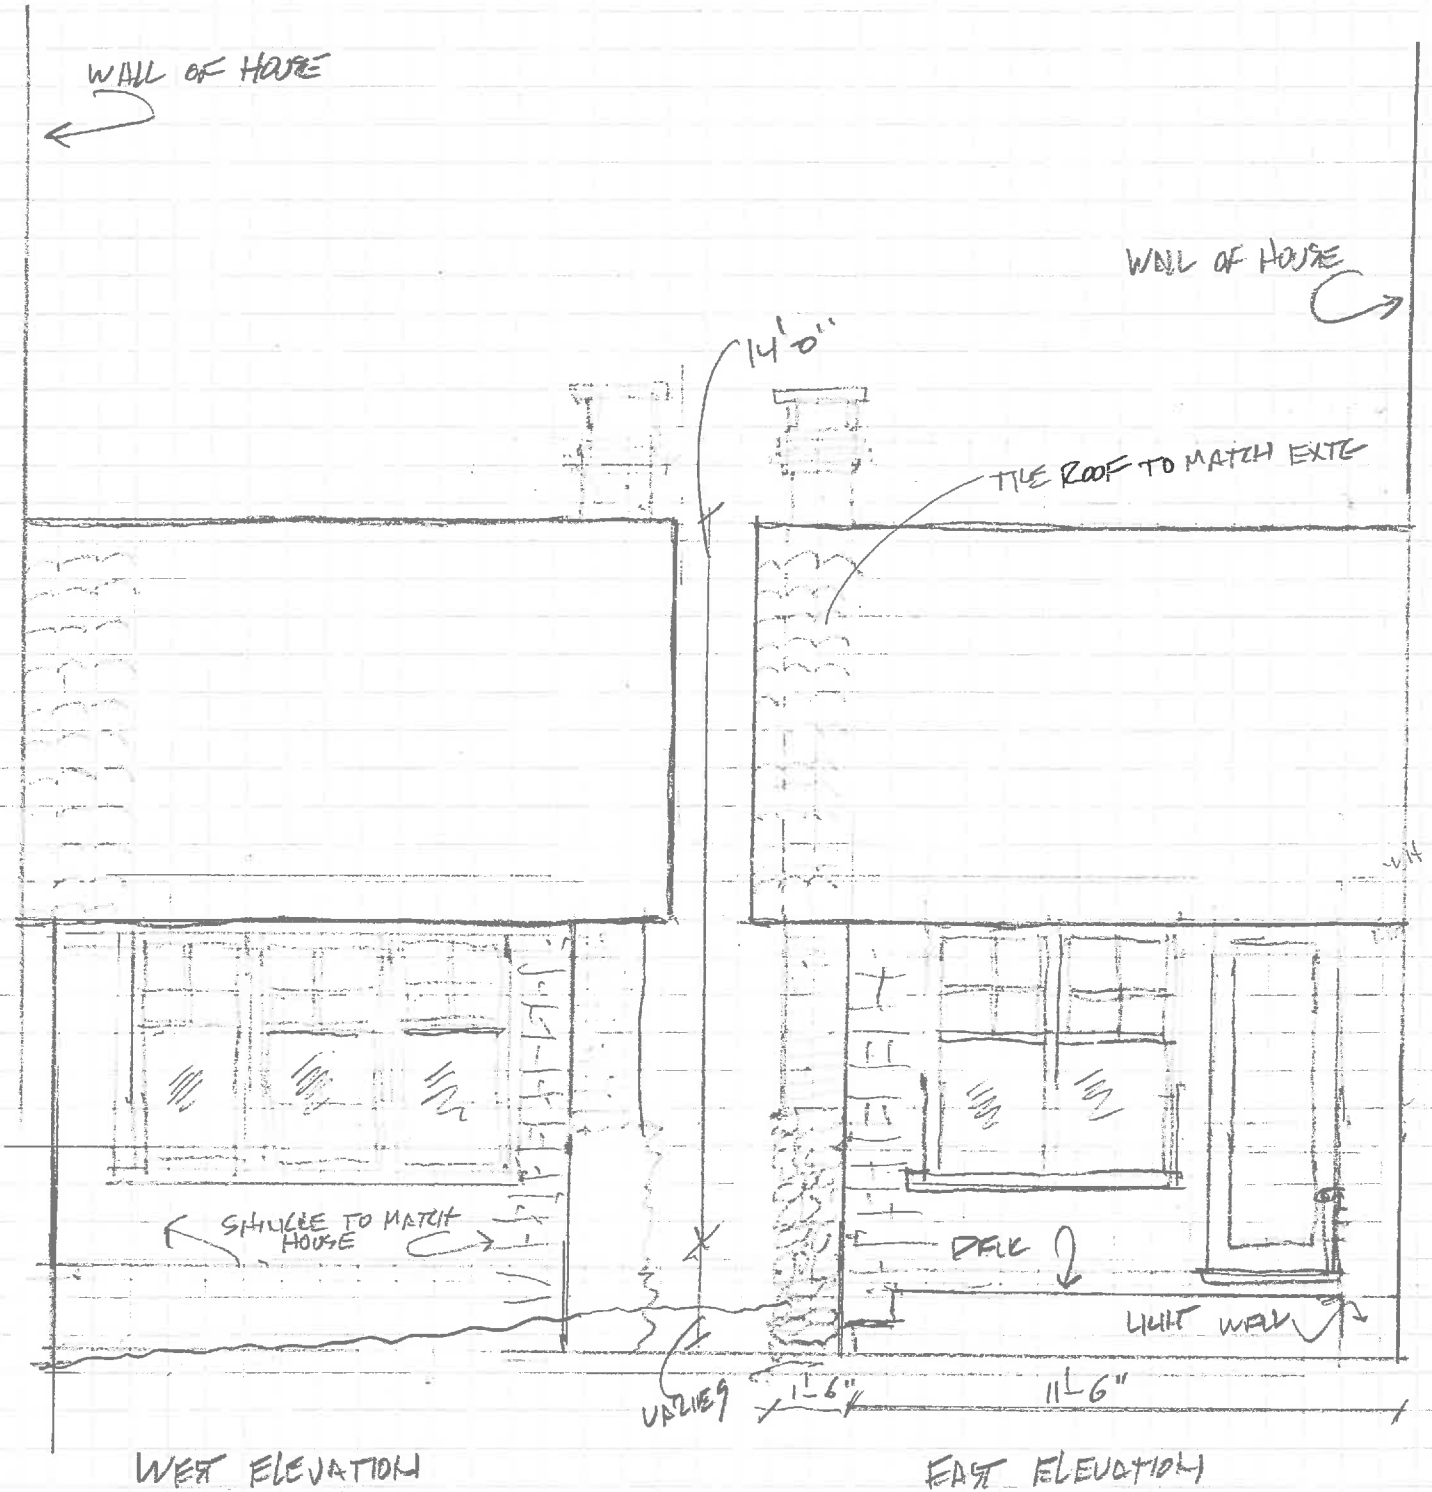 WALL OF HOUSE
WALL OF HOUSE
14'0"
TILE ROOF TO MATCH EXTG
SHINGLE TO MATCH
HOUSE
DECK
LIGHT WELL
VARIES
1'-6"
11'-6"
WEST ELEVATION
EAST ELEVATION